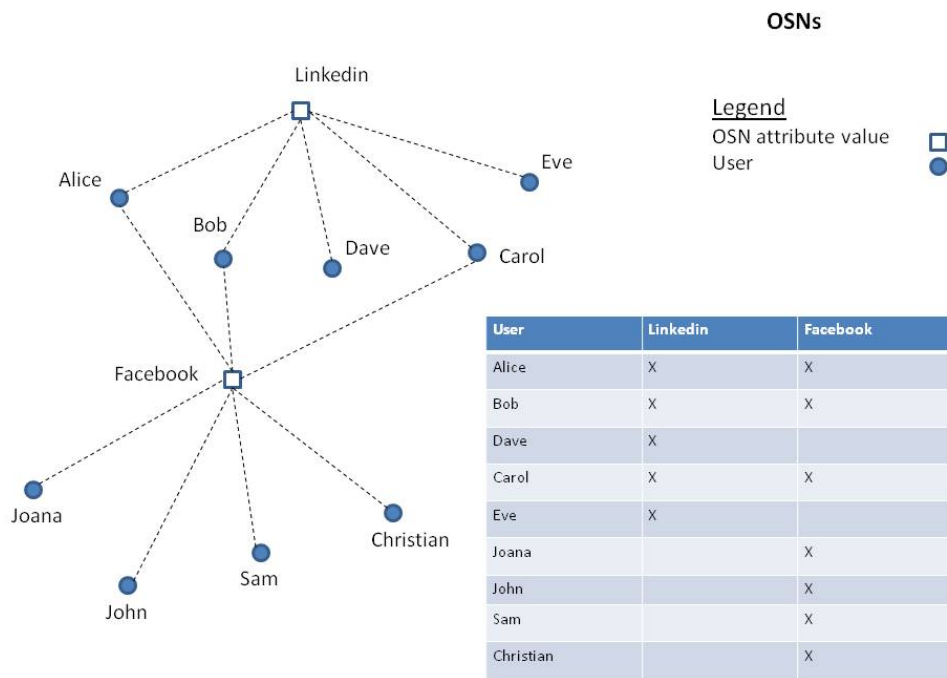 OSNs
Linkedin
Legend
OSN attribute value
User
Eve
Alice
Bob
Dave
Carol
Facebook
Joana
Christian
Sam
John
User Linkedin Facebook
Alice X X
Bob X X
Dave X
Carol X X
Eve X
Joana X
John X
Sam X
Christian X